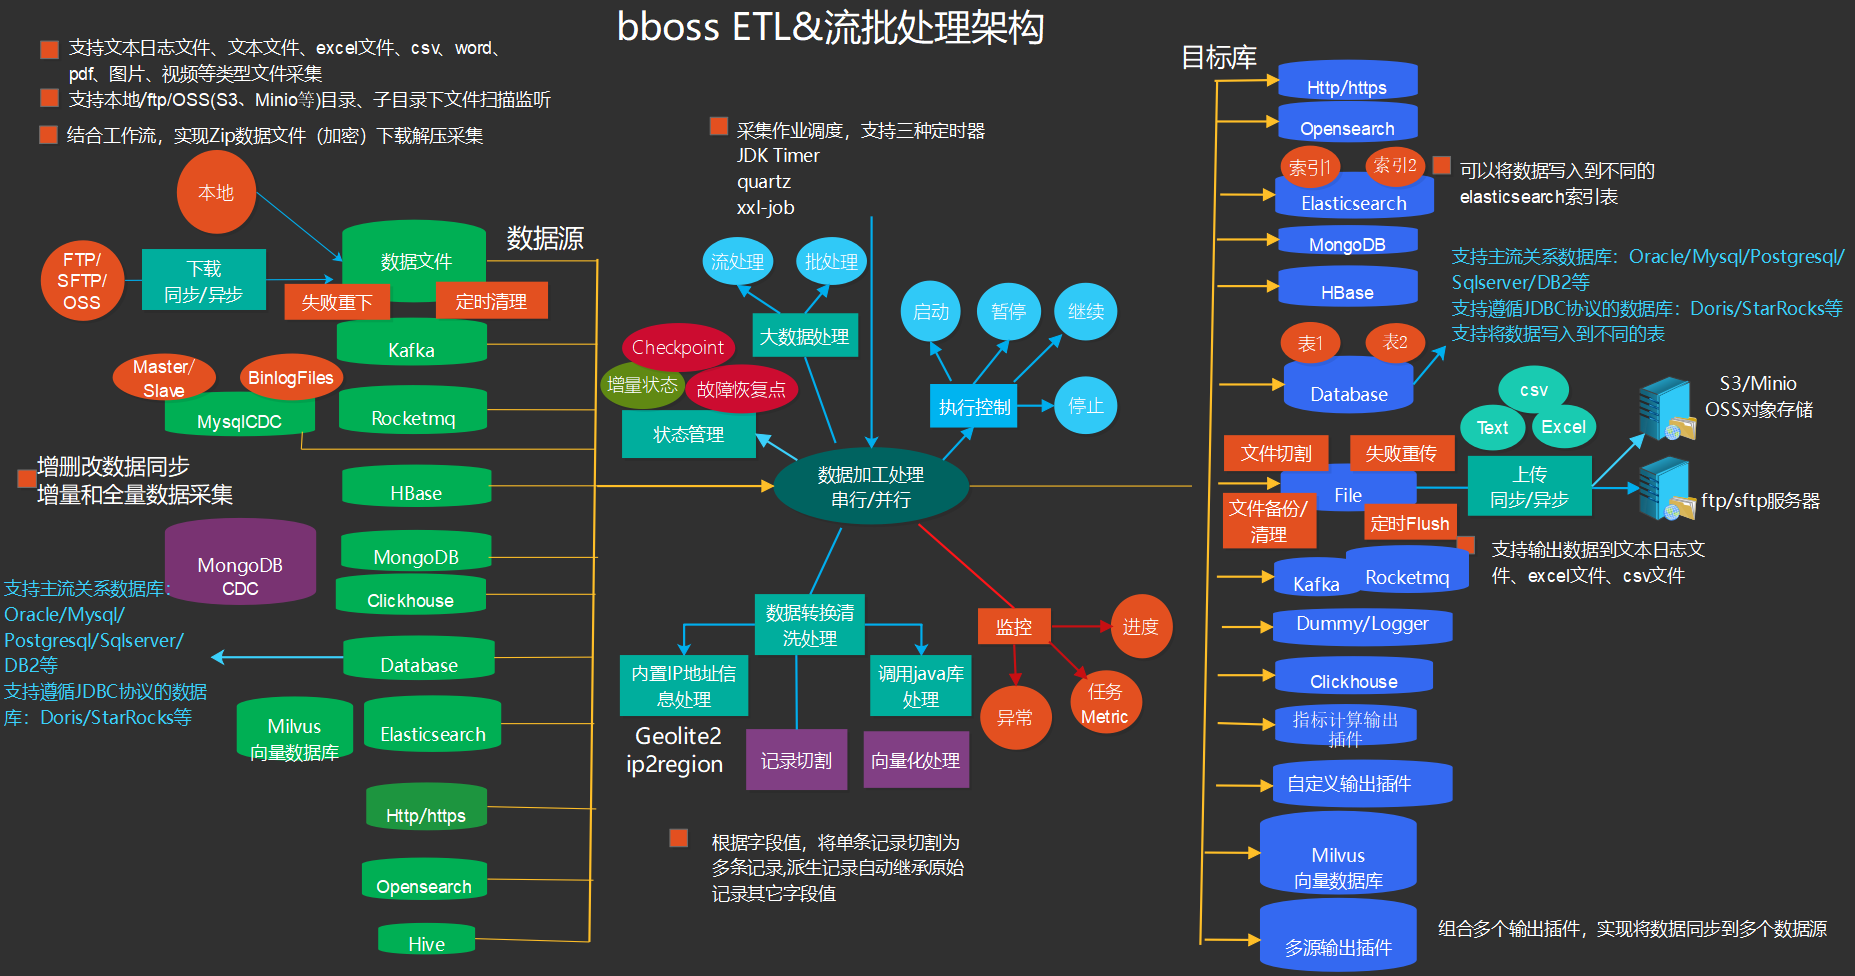 bboss ETL&流批处理架构
支持文本日志文件、文本文件、excel文件、csv、word、
pdf、图片、视频等类型文件采集
支持本地/ftp/OSS(S3、Minio等)目录、子目录下文件扫描监听
结合工作流，实现Zip数据文件（加密）下载解压采集
本地
FTP/
SFTP/
OSS
下载
同步/异步
数据文件
失败重下
定时清理
数据源
Kafka
Master/
Slave
BinlogFiles
MysqlCDC
Rocketmq
增删改数据同步
增量和全量数据采集
HBase
MongoDB
CDC
MongoDB
Clickhouse
支持主流关系数据库：
Oracle/Mysql/
Postgresql/Sqlserver/
DB2等
支持遵循JDBC协议的数据
库：Doris/StarRocks等
Database
Milvus
向量数据库
Elasticsearch
Http/https
Opensearch
Hive
采集作业调度，支持三种定时器
JDK Timer
quartz
xxl-job
流处理
批处理
大数据处理
Checkpoint
增量状态
故障恢复点
状态管理
启动
暂停
继续
执行控制
停止
数据加工处理
串行/并行
数据转换清
洗处理
内置IP地址信
息处理
调用java库
处理
Geolite2
ip2region
记录切割
向量化处理
监控
进度
异常
任务
Metric
根据字段值，将单条记录切割为
多条记录,派生记录自动继承原始
记录其它字段值
目标库
Http/https
Opensearch
索引1
索引2
Elasticsearch
可以将数据写入到不同的
elasticsearch索引表
MongoDB
HBase
支持主流关系数据库：Oracle/Mysql/Postgresql/
Sqlserver/DB2等
支持遵循JDBC协议的数据库：Doris/StarRocks等
支持将数据写入到不同的表
表1
表2
Database
csv
Text
Excel
文件切割
失败重传
File
文件备份/
清理
定时Flush
上传
同步/异步
S3/Minio
OSS对象存储
ftp/sftp服务器
支持输出数据到文本日志文
件、excel文件、csv文件
Kafka
Rocketmq
Dummy/Logger
Clickhouse
指标计算输出
插件
自定义输出插件
Milvus
向量数据库
多源输出插件
组合多个输出插件，实现将数据同步到多个数据源